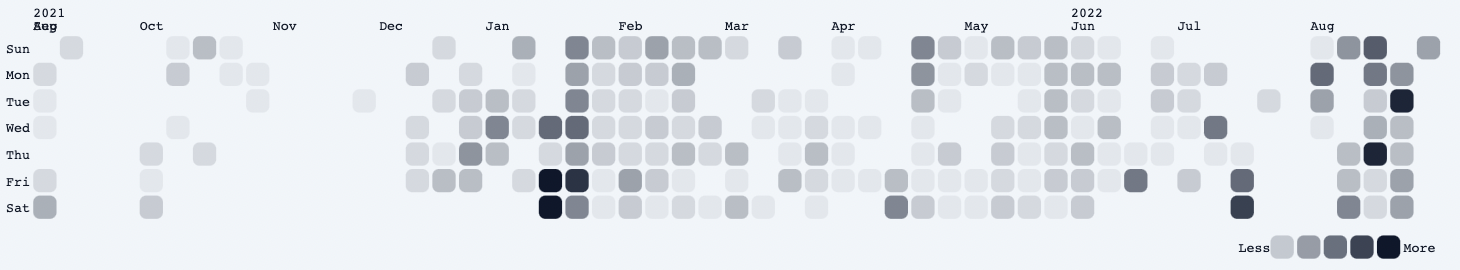 2021
2022
Aug Sep Oct Nov Dec Jan Feb Mar Apr May Jun Jul Aug
Sun
Mon
Tue
Wed
Thu
Fri
Sat
Less More